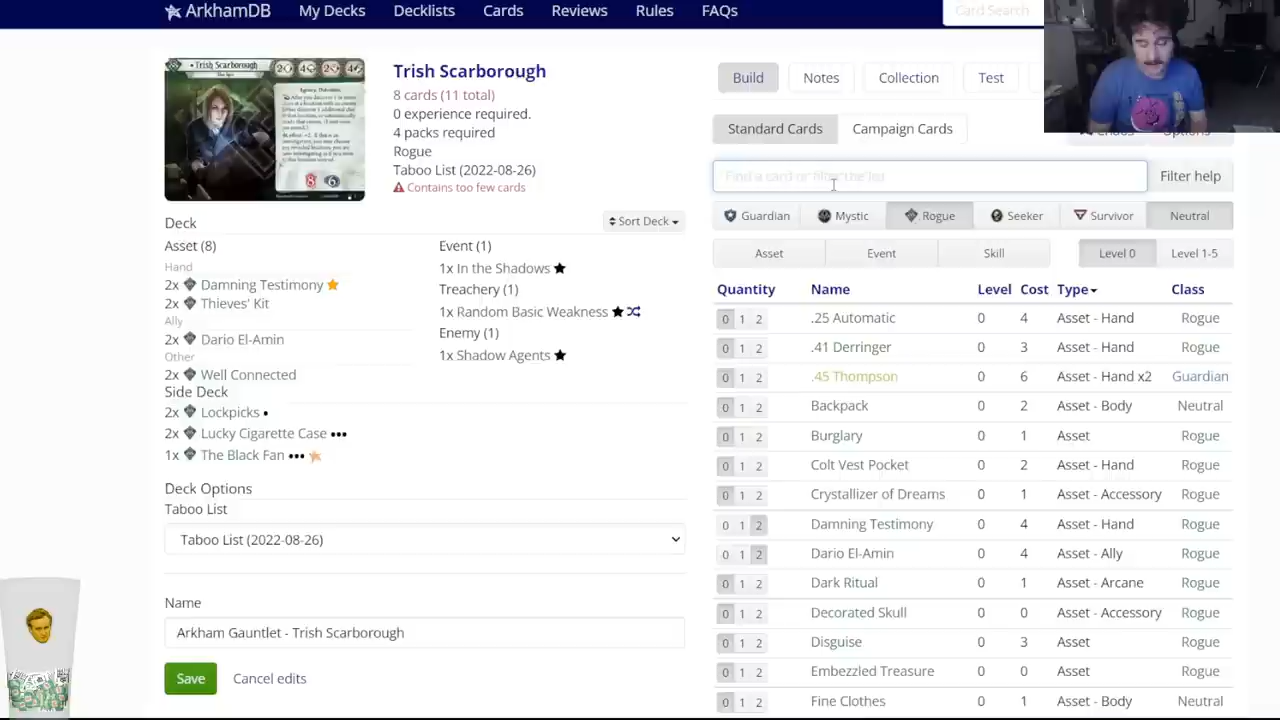 ArkhamDB
My Decks
Decklists
Cards
Reviews
Rules
FAQs
Card Search
Trish Scarborough
Trish Scarborough
8 cards (11 total)
0 experience required.
4 packs required
Rogue
Taboo List (2022-08-26)
Contains too few cards
Deck
Sort Deck
Asset (8)
Hand
2x Damning Testimony
2x Thieves' Kit
Ally
2x Dario El-Amin
Other
2x Well Connected
Event (1)
1x In the Shadows
Treachery (1)
1x Random Basic Weakness
Enemy (1)
1x Shadow Agents
Side Deck
2x Lockpicks •
2x Lucky Cigarette Case •••
1x The Black Fan •••
Deck Options
Taboo List
Taboo List (2022-08-26)
Name
Arkham Gauntlet - Trish Scarborough
Save
Cancel edits
Build
Notes
Collection
Test
Standard Cards
Campaign Cards
Find a card or filter the list
Filter help
Guardian
Mystic
Rogue
Seeker
Survivor
Neutral
Asset
Event
Skill
Level 0
Level 1-5
Quantity Name Level Cost Type Class
0 1 2 .25 Automatic 0 4 Asset - Hand Rogue
0 1 2 .41 Derringer 0 3 Asset - Hand Rogue
0 1 2 .45 Thompson 0 6 Asset - Hand x2 Guardian
0 1 2 Backpack 0 2 Asset - Body Neutral
0 1 2 Burglary 0 1 Asset Rogue
0 1 2 Colt Vest Pocket 0 2 Asset - Hand Rogue
0 1 2 Crystallizer of Dreams 0 1 Asset - Accessory Rogue
0 1 2 Damning Testimony 0 4 Asset - Hand Rogue
0 1 2 Dario El-Amin 0 4 Asset - Ally Rogue
0 1 2 Dark Ritual 0 1 Asset - Arcane Rogue
0 1 2 Decorated Skull 0 0 Asset - Accessory Rogue
0 1 2 Disguise 0 3 Asset Rogue
0 1 2 Embezzled Treasure 0 0 Asset Rogue
0 1 2 Fine Clothes 0 1 Asset - Body Neutral